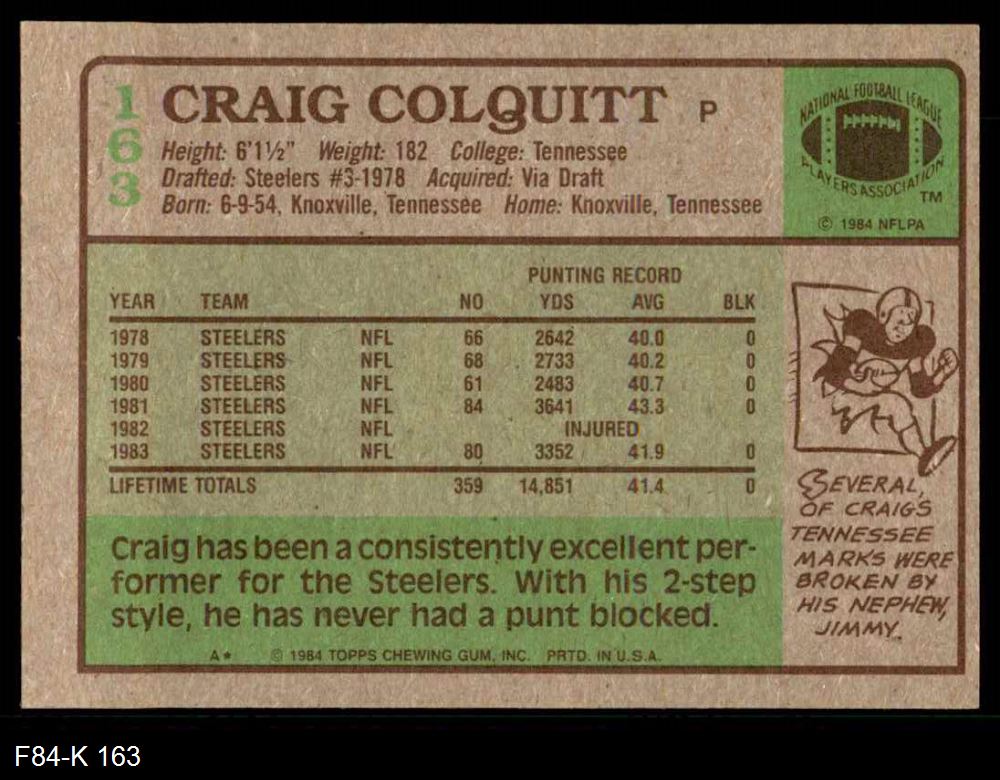 163
CRAIG COLQUITT P
Height: 6'1½" Weight: 182 College: Tennessee
Drafted: Steelers #3-1978 Acquired: Via Draft
Born: 6-9-54, Knoxville, Tennessee Home: Knoxville, Tennessee
NATIONAL FOOTBALL LEAGUE
PLAYERS ASSOCIATION
TM
© 1984 NFLPA
PUNTING RECORD
YEAR TEAM NO YDS AVG BLK
1978 STEELERS NFL 66 2642 40.0 0
1979 STEELERS NFL 68 2733 40.2 0
1980 STEELERS NFL 61 2483 40.7 0
1981 STEELERS NFL 84 3641 43.3 0
1982 STEELERS NFL INJURED
1983 STEELERS NFL 80 3352 41.9 0
LIFETIME TOTALS 359 14,851 41.4 0
Craig has been a consistently excellent per-
former for the Steelers. With his 2-step
style, he has never had a punt blocked.
A* © 1984 TOPPS CHEWING GUM, INC. PRTD. IN U.S.A.
SEVERAL
OF CRAIG'S
TENNESSEE
MARKS WERE
BROKEN BY
HIS NEPHEW,
JIMMY.
F84-K 163